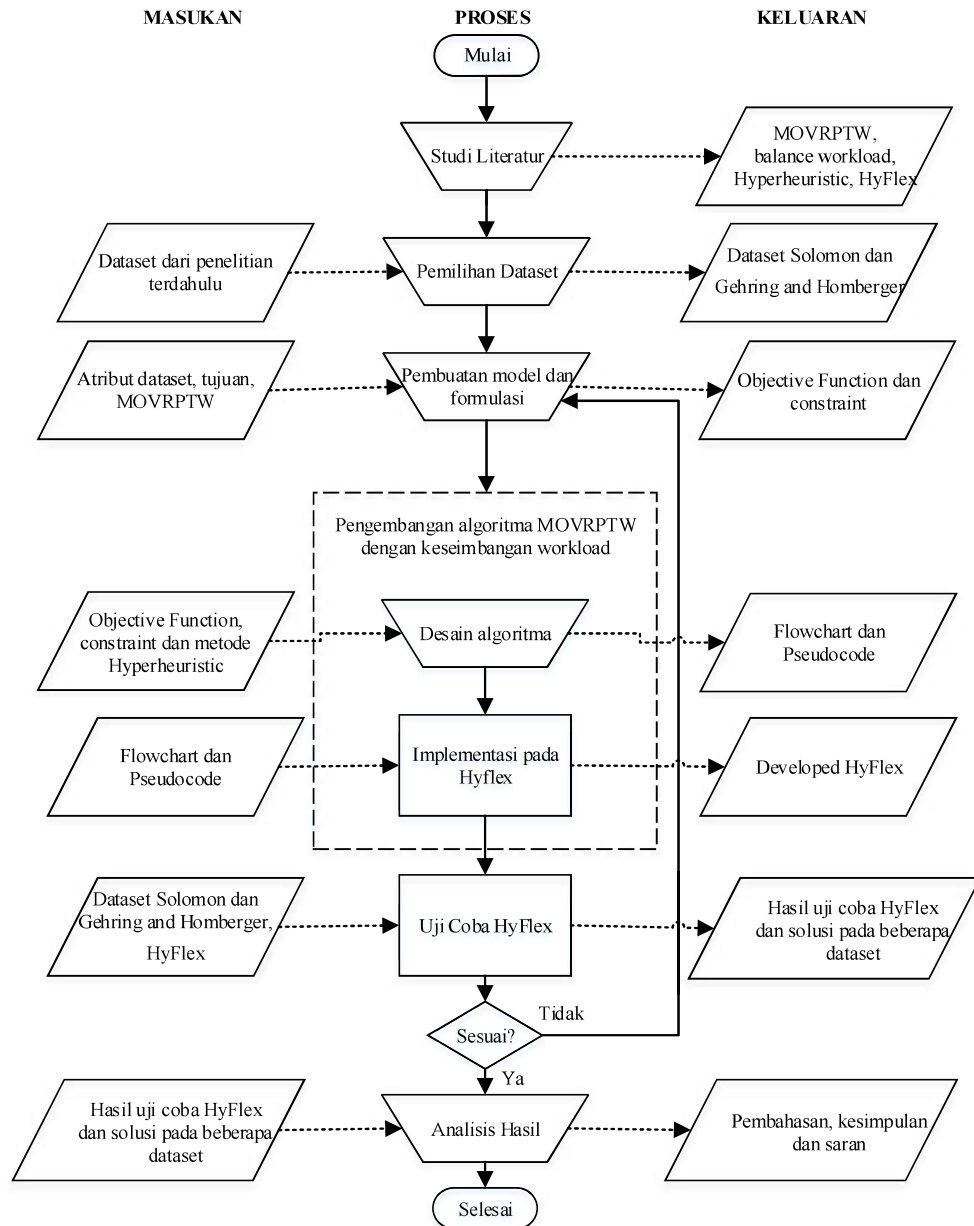 MASUKAN
PROSES
KELUARAN
Mulai
Studi Literatur
MOVRPTW,
balance workload,
Hyperheuristic, HyFlex
Dataset dari penelitian
terdahulu
Pemilihan Dataset
Dataset Solomon dan
Gehring and Homberger
Atribut dataset, tujuan,
MOVRPTW
Pembuatan model dan
formulasi
Objective Function dan
constraint
Pengembangan algoritma MOVRPTW
dengan keseimbangan workload
Objective Function,
constraint dan metode
Hyperheuristic
Desain algoritma
Flowchart dan
Pseudocode
Flowchart dan
Pseudocode
Implementasi pada
Hyflex
Developed HyFlex
Dataset Solomon dan
Gehring and Homberger,
HyFlex
Uji Coba HyFlex
Hasil uji coba HyFlex
dan solusi pada beberapa
dataset
Sesuai?
Tidak
Ya
Hasil uji coba HyFlex
dan solusi pada beberapa
dataset
Analisis Hasil
Pembahasan, kesimpulan
dan saran
Selesai